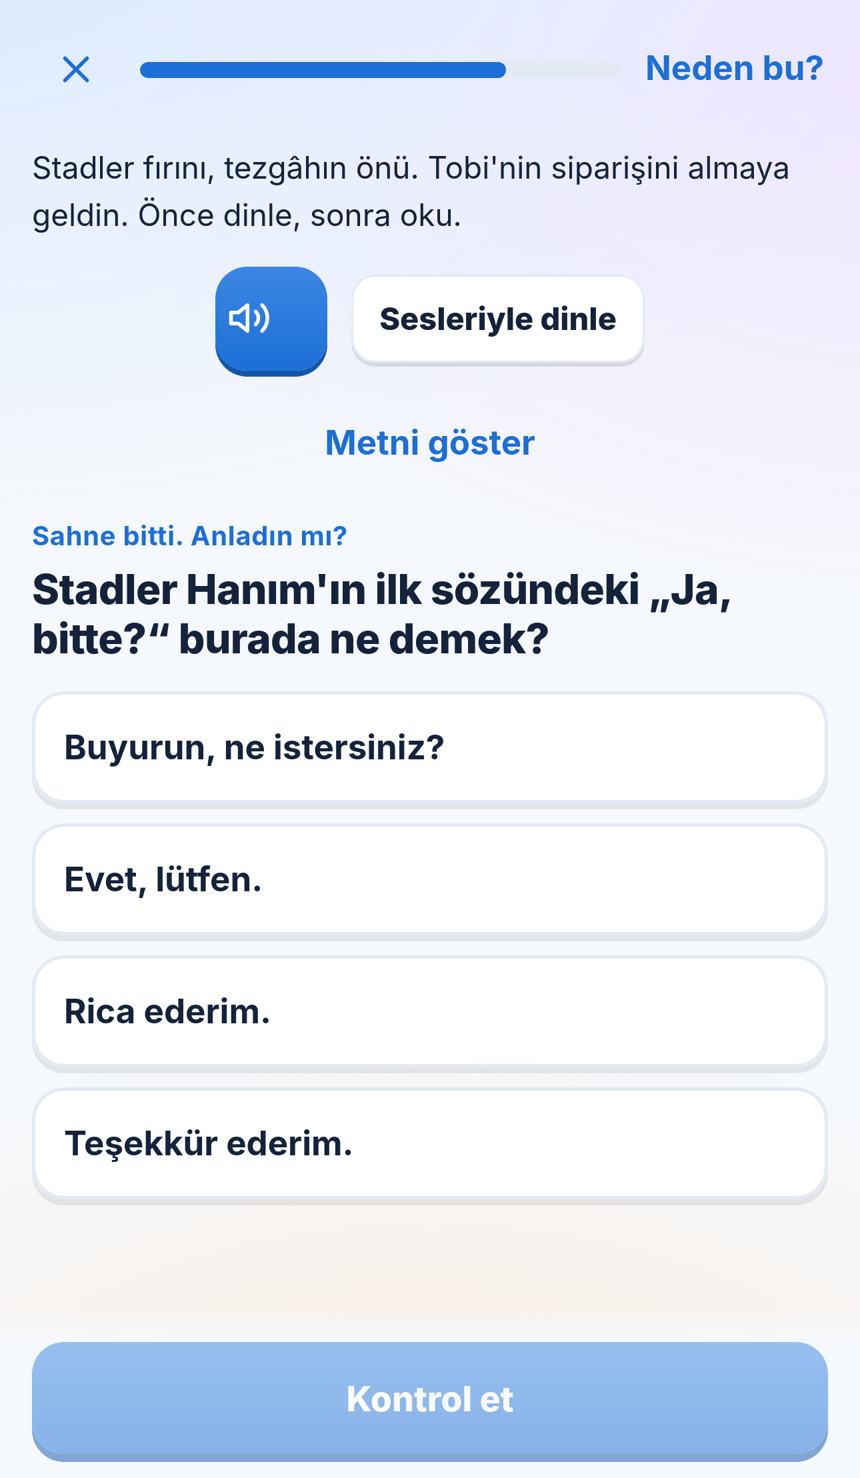 Neden bu?
Stadler fırını, tezgâhın önü. Tobi'nin siparişini almaya
geldin. Önce dinle, sonra oku.
Sesleriyle dinle
Metni göster
Sahne bitti. Anladın mı?
Stadler Hanım'ın ilk sözündeki „Ja,
bitte?“ burada ne demek?
Buyurun, ne istersiniz?
Evet, lütfen.
Rica ederim.
Teşekkür ederim.
Kontrol et